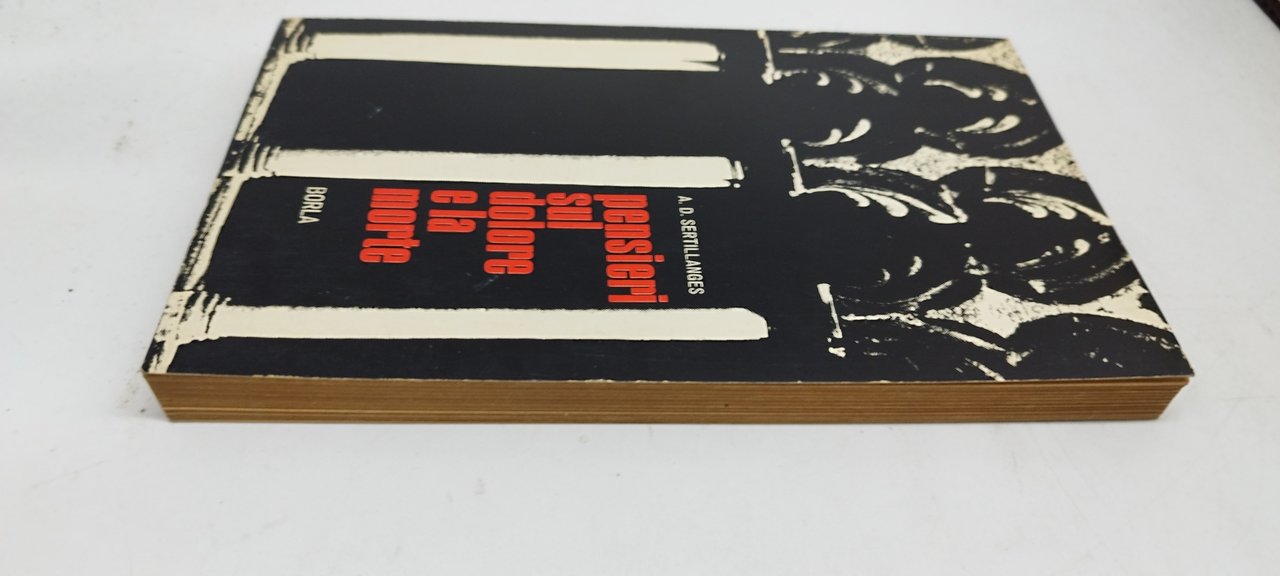 A. D. SERTILLANGES
pensieri
sul
dolore
e la
morte
BORLA